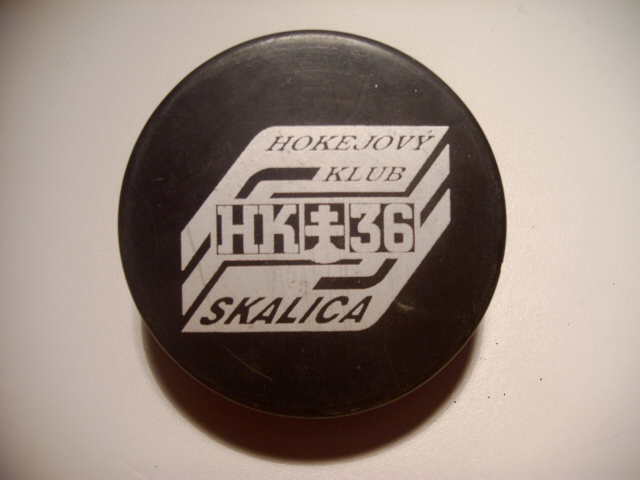 HOKEJOVÝ
KLUB
HK 36
SKALICA